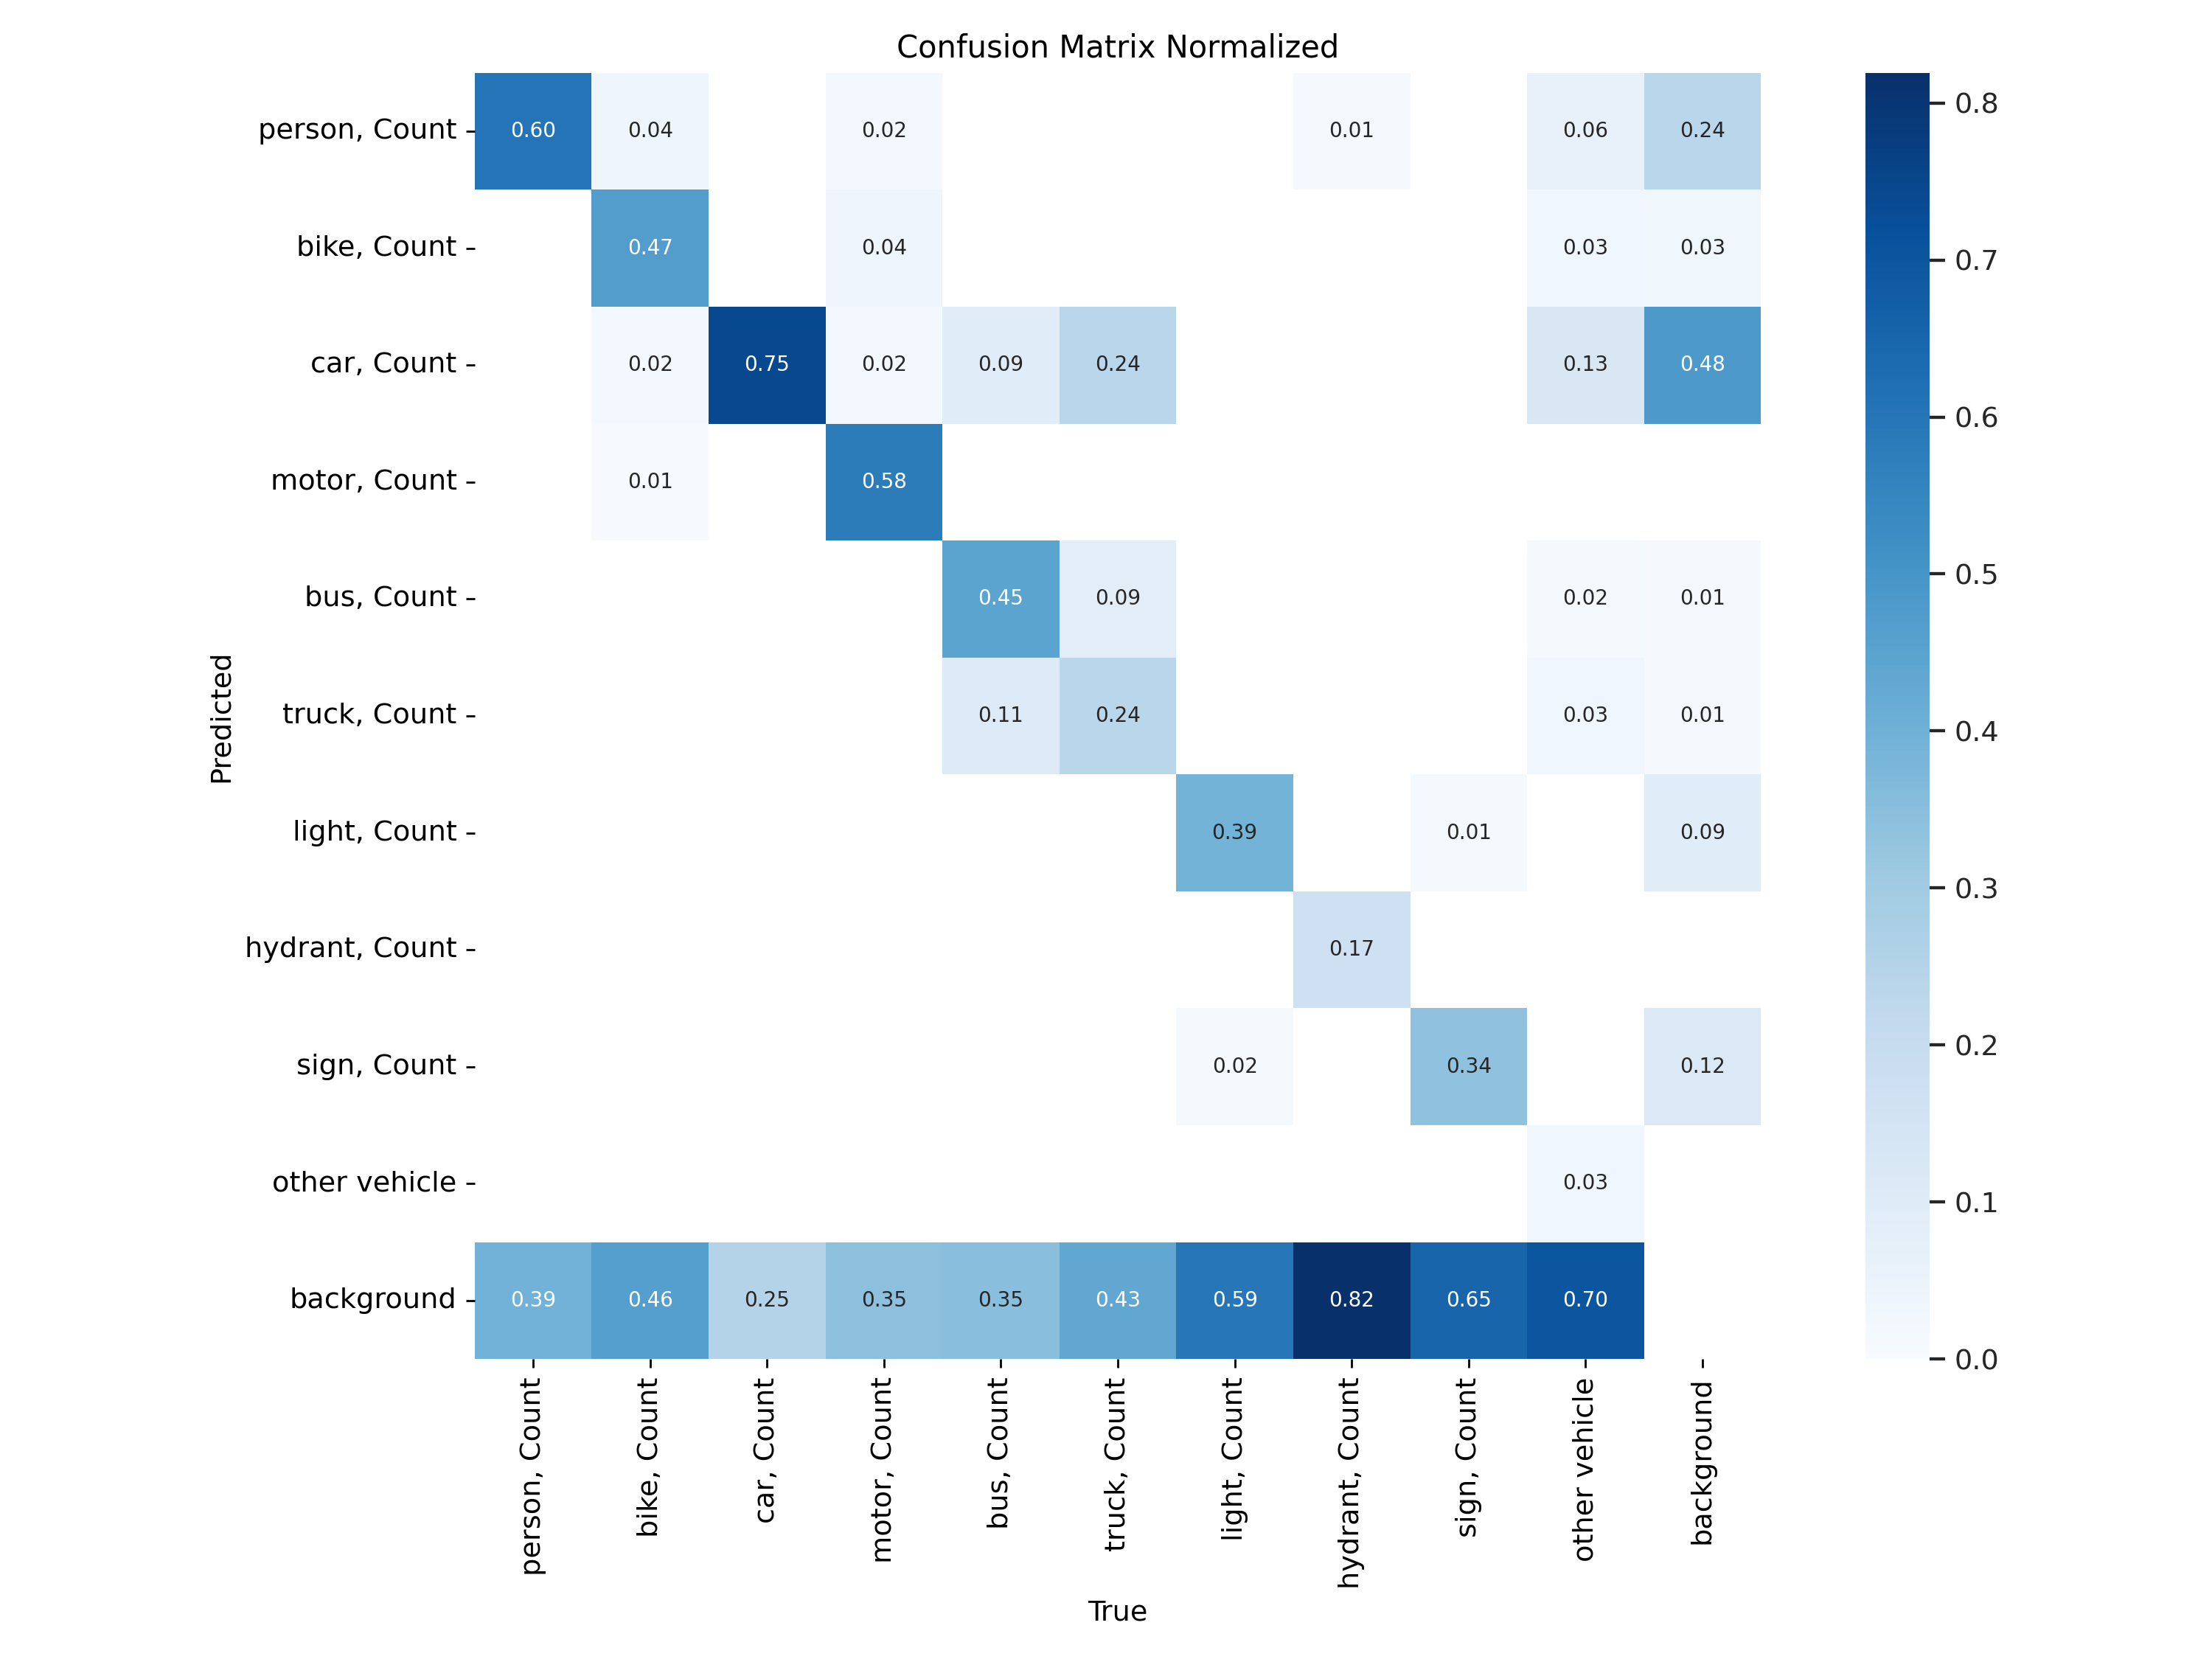 Confusion Matrix Normalized
person, Count 0.60 0.04 0.02 0.01 0.06 0.24
bike, Count 0.47 0.04 0.03 0.03
car, Count 0.02 0.75 0.02 0.09 0.24 0.13 0.48
motor, Count 0.01 0.58
bus, Count 0.45 0.09 0.02 0.01
truck, Count 0.11 0.24 0.03 0.01
light, Count 0.39 0.01 0.09
hydrant, Count 0.17
sign, Count 0.02 0.34 0.12
other vehicle 0.03
background 0.39 0.46 0.25 0.35 0.35 0.43 0.59 0.82 0.65 0.70
Predicted
person, Count
bike, Count
car, Count
motor, Count
bus, Count
truck, Count
light, Count
hydrant, Count
sign, Count
other vehicle
background
True
0.8
0.7
0.6
0.5
0.4
0.3
0.2
0.1
0.0